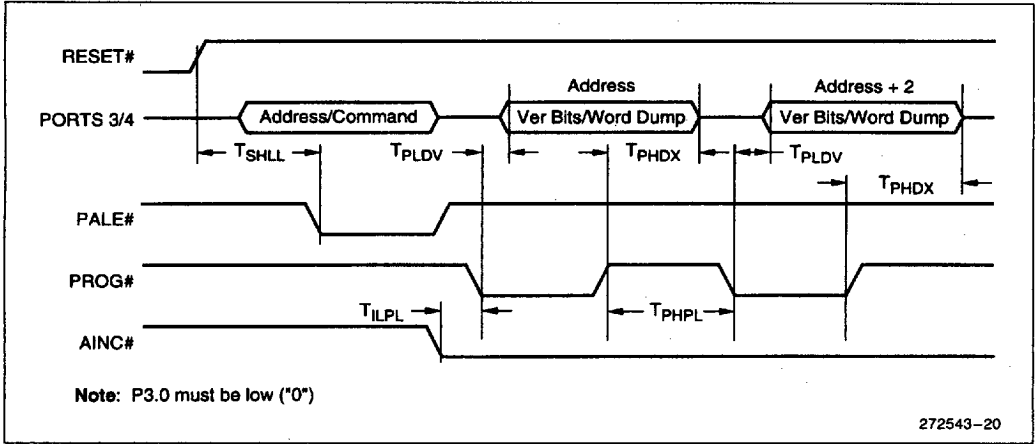 RESET#
Address
Address + 2
PORTS 3/4
Address/Command
Ver Bits/Word Dump
Ver Bits/Word Dump
TSHLL
TPLDV
TPHDX
TPLDV
TPHDX
PALE#
PROG#
TILPL
TPHPL
AINC#
Note: P3.0 must be low ("0")
272543-20